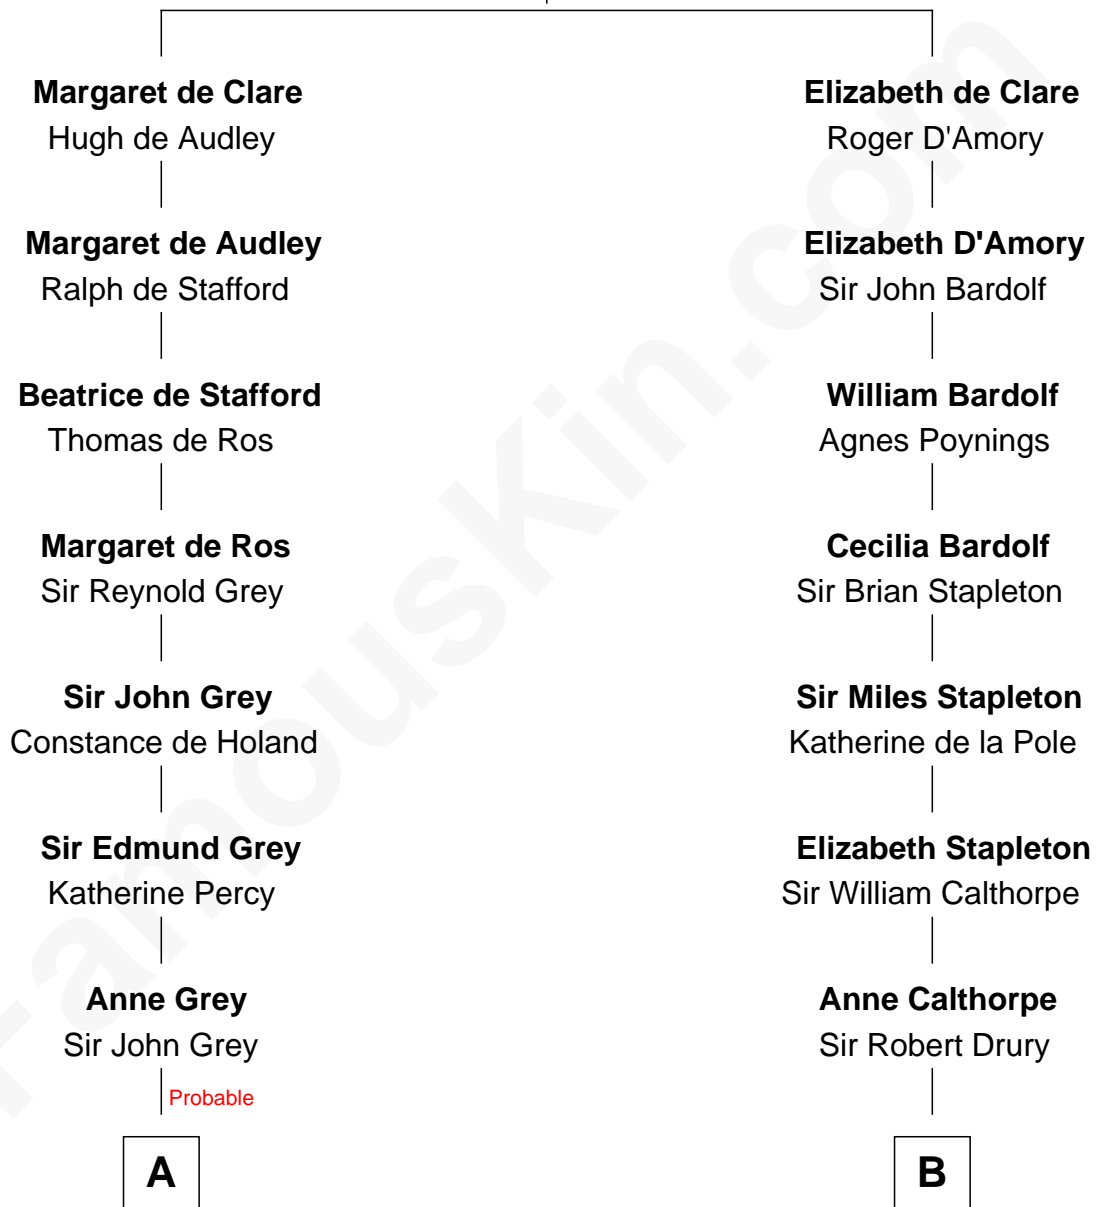 Margaret de Clare
Hugh de Audley
Margaret de Audley
Ralph de Stafford
Beatrice de Stafford
Thomas de Ros
Margaret de Ros
Sir Reynold Grey
Sir John Grey
Constance de Holand
Sir Edmund Grey
Katherine Percy
Anne Grey
Sir John Grey
Probable
A
Elizabeth de Clare
Roger D'Amory
Elizabeth D'Amory
Sir John Bardolf
William Bardolf
Agnes Poynings
Cecilia Bardolf
Sir Brian Stapleton
Sir Miles Stapleton
Katherine de la Pole
Elizabeth Stapleton
Sir William Calthorpe
Anne Calthorpe
Sir Robert Drury
B
FamousKin.com